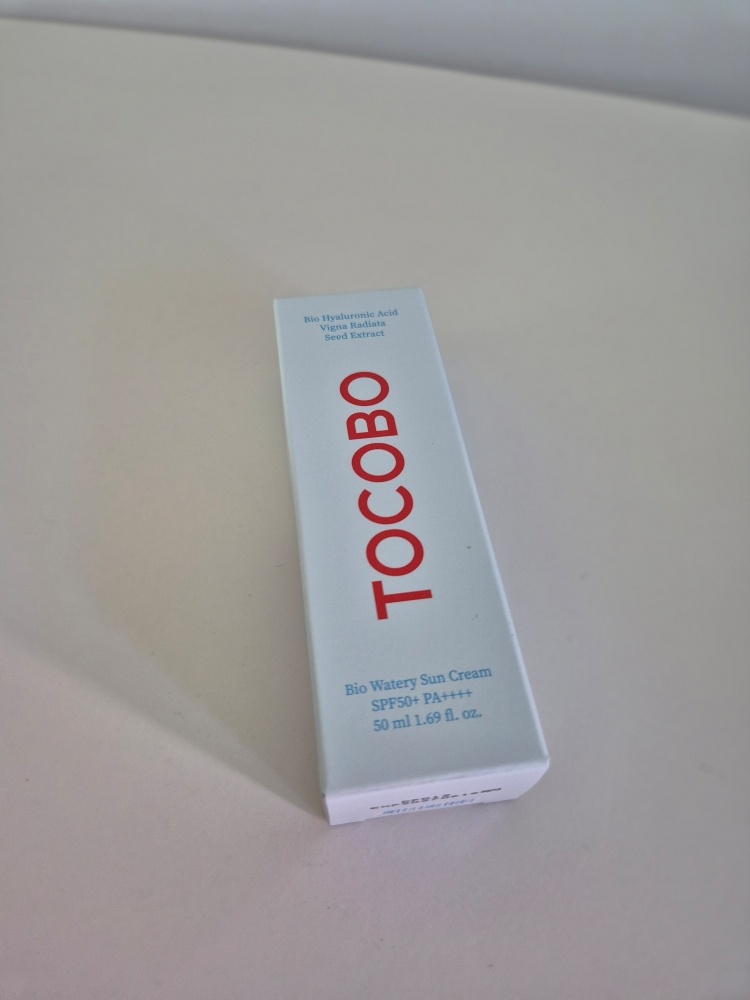 Bio Hyaluronic Acid
Vigna Radiata
Seed Extract
TOCOBO
Bio Watery Sun Cream
SPF50+ PA++++
50 ml 1.69 fl. oz.